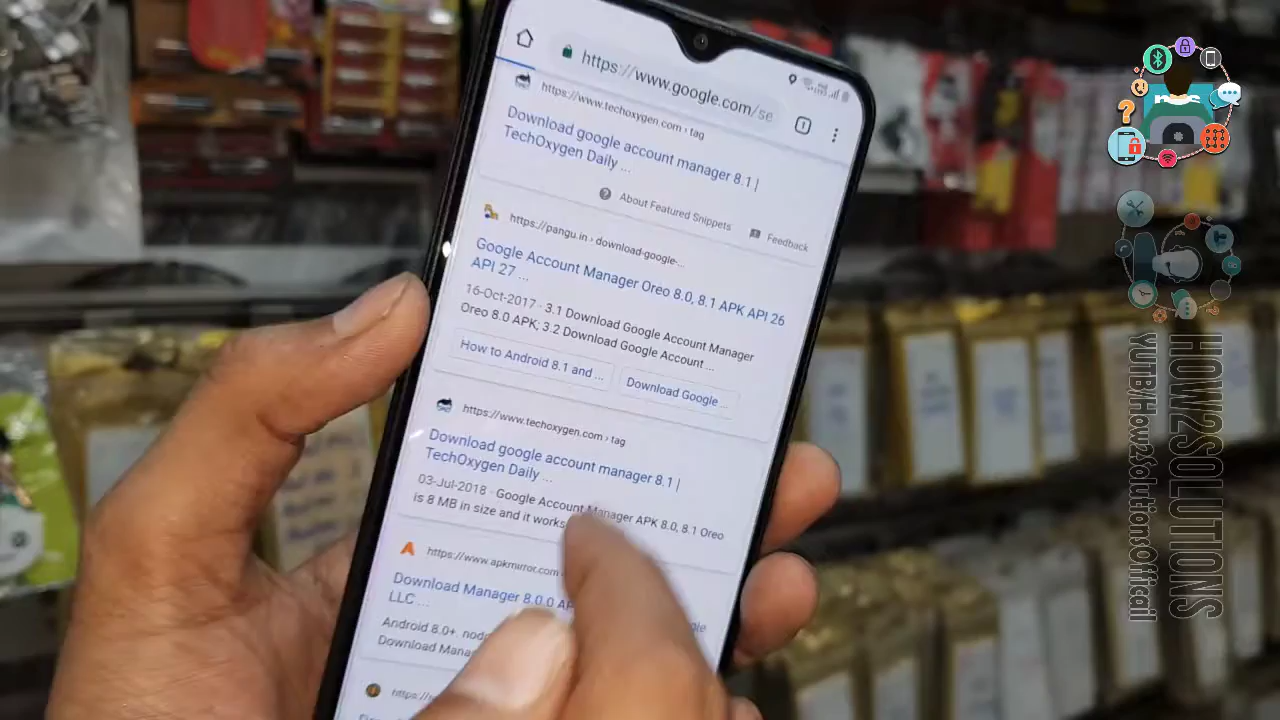 https://www.google.com/se
https://www.techoxygen.com › tag
Download google account manager 8.1 |
TechOxygen Daily ...
About Featured Snippets
Feedback
https://pangu.in › download-google-...
Google Account Manager Oreo 8.0, 8.1 APK API 26
API 27 ...
16-Oct-2017 · 3.1 Download Google Account Manager
Oreo 8.0 APK; 3.2 Download Google Account ...
How to Android 8.1 and ...
Download Google ...
https://www.techoxygen.com › tag
Download google account manager 8.1 |
TechOxygen Daily ...
03-Jul-2018 · Google Account Manager APK 8.0, 8.1 Oreo
is 8 MB in size and it works
https://www.apkmirror.com
Download Manager 8.0.0
LLC ...
Android 8.0+.
Download
HOW2SOLUTIONS
YUTB/How2SolutionsOfficail